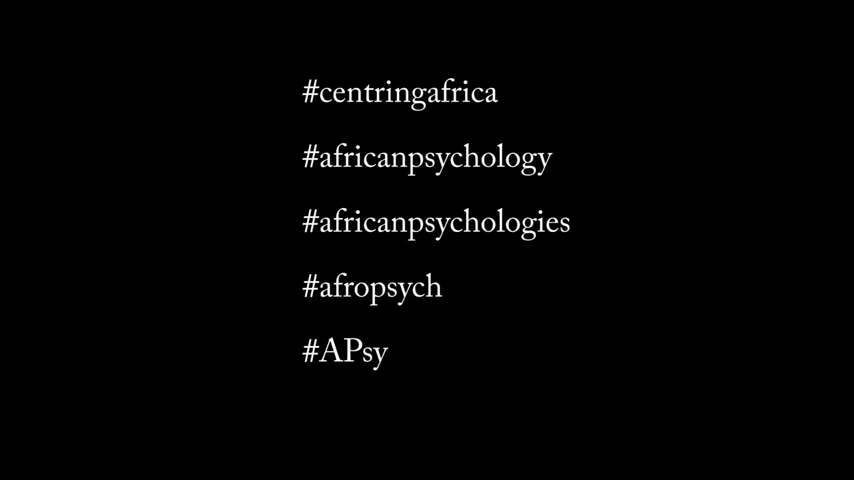 #centringafrica
#africanpsychology
#africanpsychologies
#afropsych
#APsy